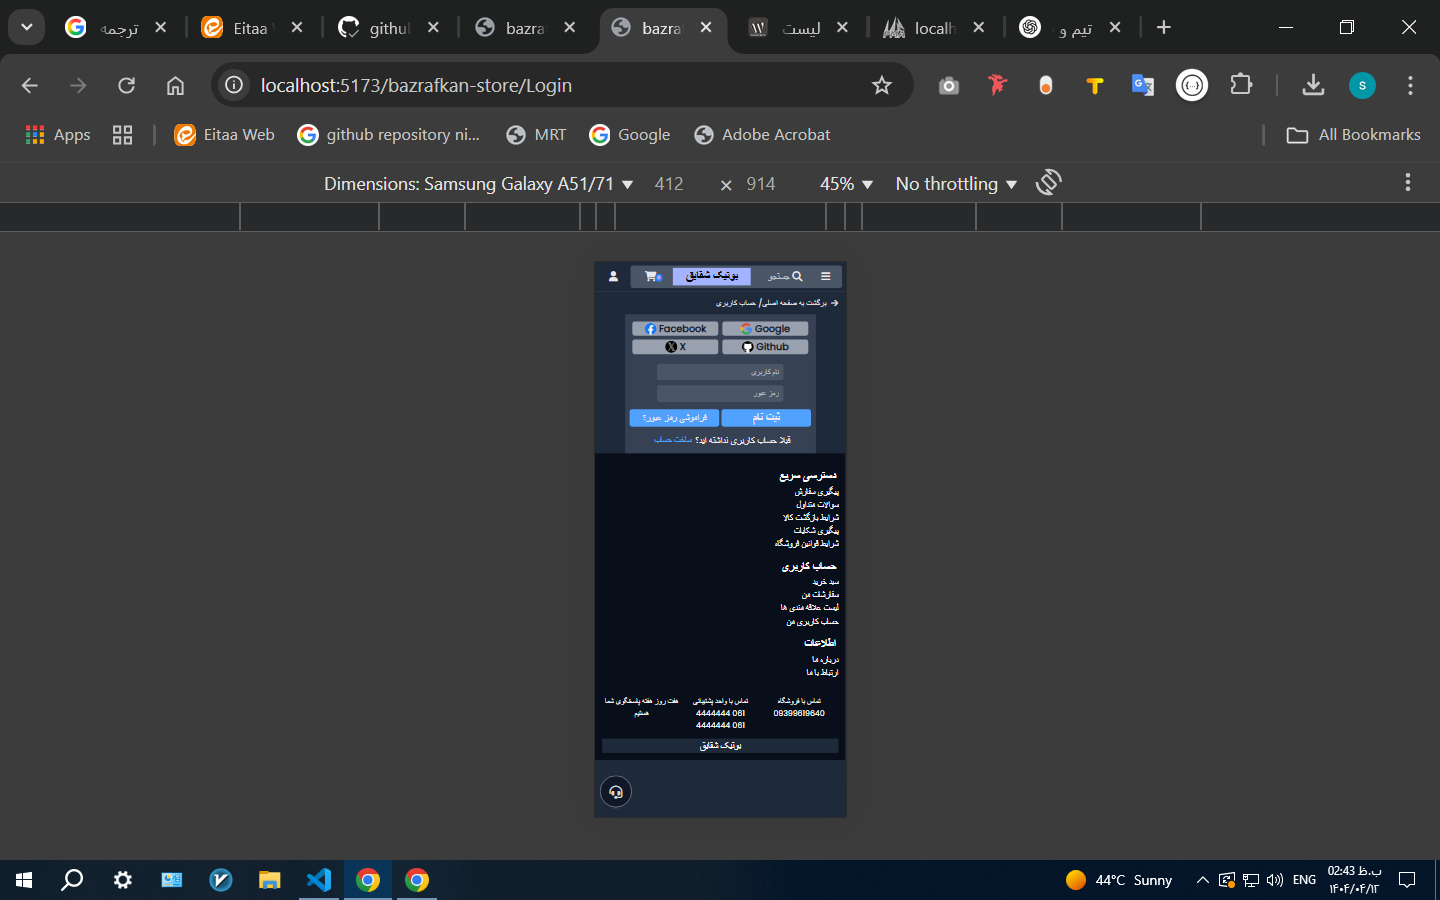 ترجمه
Eitaa
github
bazra
bazra
لیست
localh
تیم و
localhost:5173/bazrafkan-store/Login
S
Apps
Eitaa Web
github repository ni...
MRT
Google
Adobe Acrobat
All Bookmarks
Dimensions: Samsung Galaxy A51/71
412 × 914
45%
No throttling
جستجو
بوتیک شقایق
0
برگشت به صفحه اصلی/ حساب کاربری
Facebook
Google
X
Github
نام کاربری
رمز عبور
ثبت نام
فراموشی رمز عبور؟
قبلا حساب کاربری نداشته اید؟ ساخت حساب
دسترسی سریع
پیگیری سفارش
سوالات متداول
شرایط بازگشت کالا
پیگیری شکایات
شرایط قوانین فروشگاه
حساب کاربری
سبد خرید
سفارشات من
لیست علاقه مندی ها
حساب کاربری من
اطلاعات
درباره ما
ارتباط با ما
تماس با فروشگاه
09399619640
تماس با واحد پشتیبانی
061 4444444
061 4444444
هفت روز هفته پاسخگوی شما
هستیم
بوتیک شقایق
44°C Sunny
ENG
02:43 ب.ظ
۱۴۰۴/۰۴/۱۲